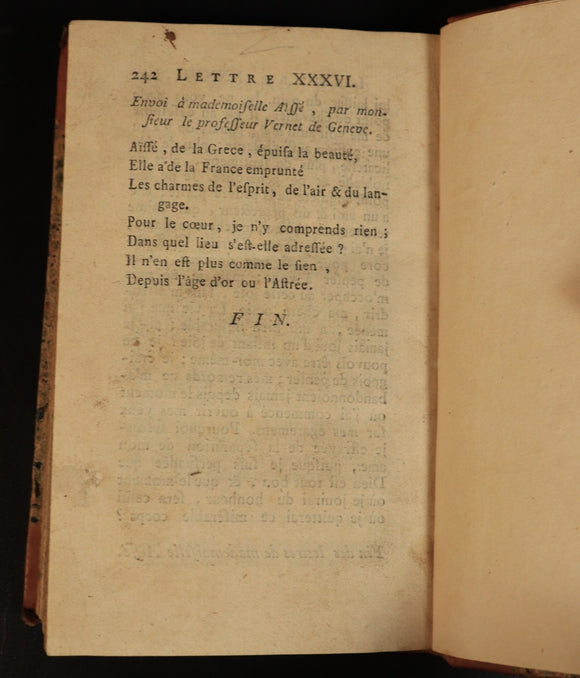 242 LETTRE XXXVI.
Envoi à mademoiſelle Aïſſé, par mon-
ſieur le profeſſeur Vernet de Geneve.
Aïſſé, de la Grece, épuiſa la beauté,
Elle a de la France emprunté
Les charmes de l'eſprit, de l'air & du lan-
gage.
Pour le cœur, je n'y comprends rien;
Dans quel lieu s'eſt-elle adreſſée ?
Il n'en eſt plus comme le ſien,
Depuis l'âge d'or ou l'Aſtrée.
FIN.